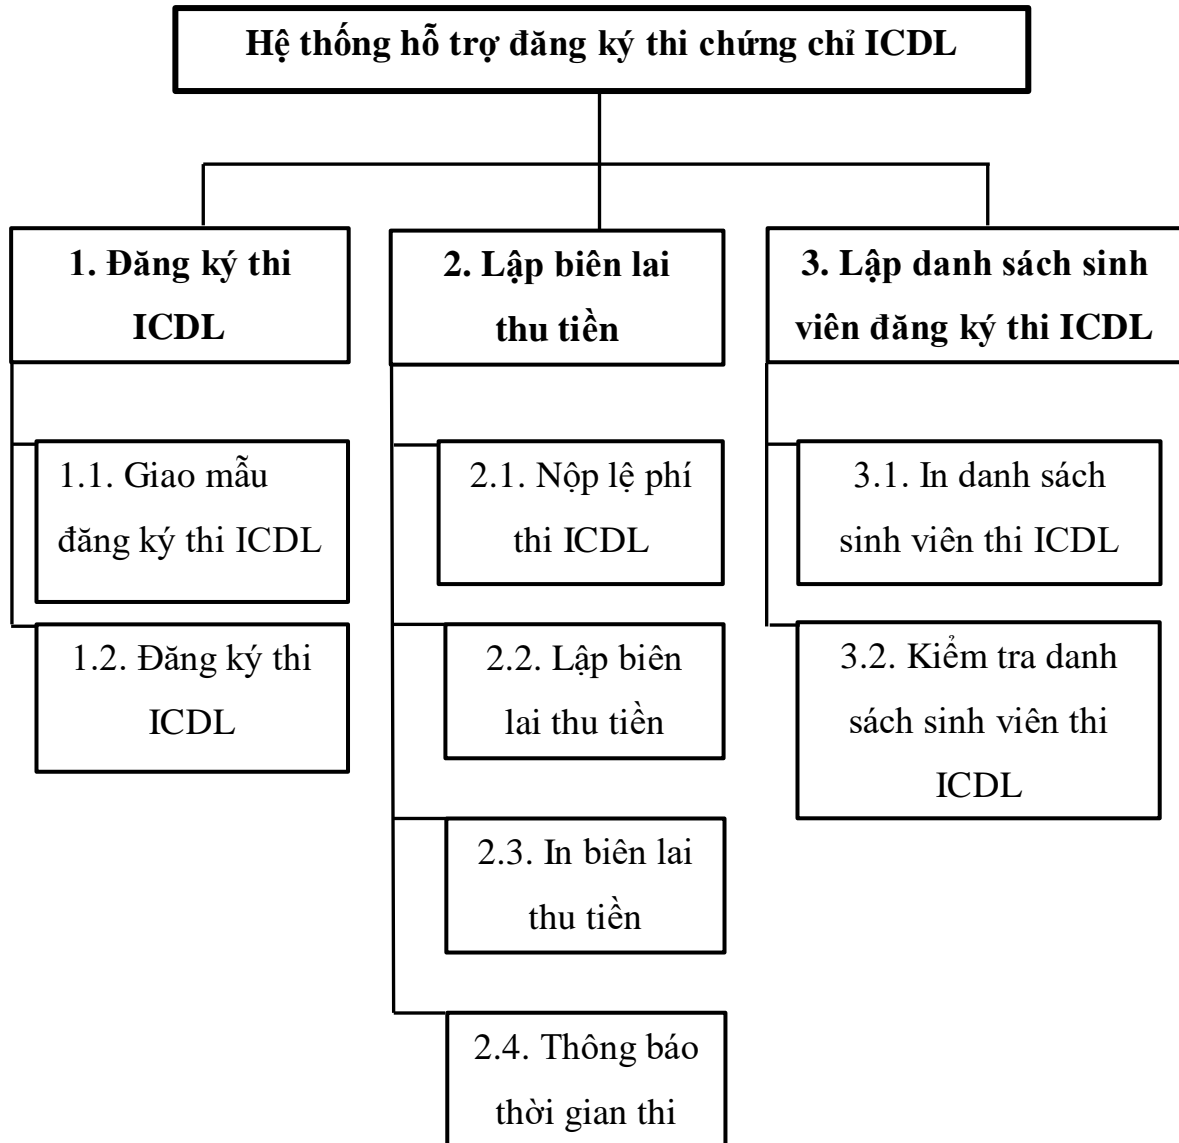 Hệ thống hỗ trợ đăng ký thi chứng chỉ ICDL
1. Đăng ký thi
ICDL
2. Lập biên lai
thu tiền
3. Lập danh sách sinh
viên đăng ký thi ICDL
1.1. Giao mẫu
đăng ký thi ICDL
1.2. Đăng ký thi
ICDL
2.1. Nộp lệ phí
thi ICDL
2.2. Lập biên
lai thu tiền
2.3. In biên lai
thu tiền
2.4. Thông báo
thời gian thi
3.1. In danh sách
sinh viên thi ICDL
3.2. Kiểm tra danh
sách sinh viên thi
ICDL